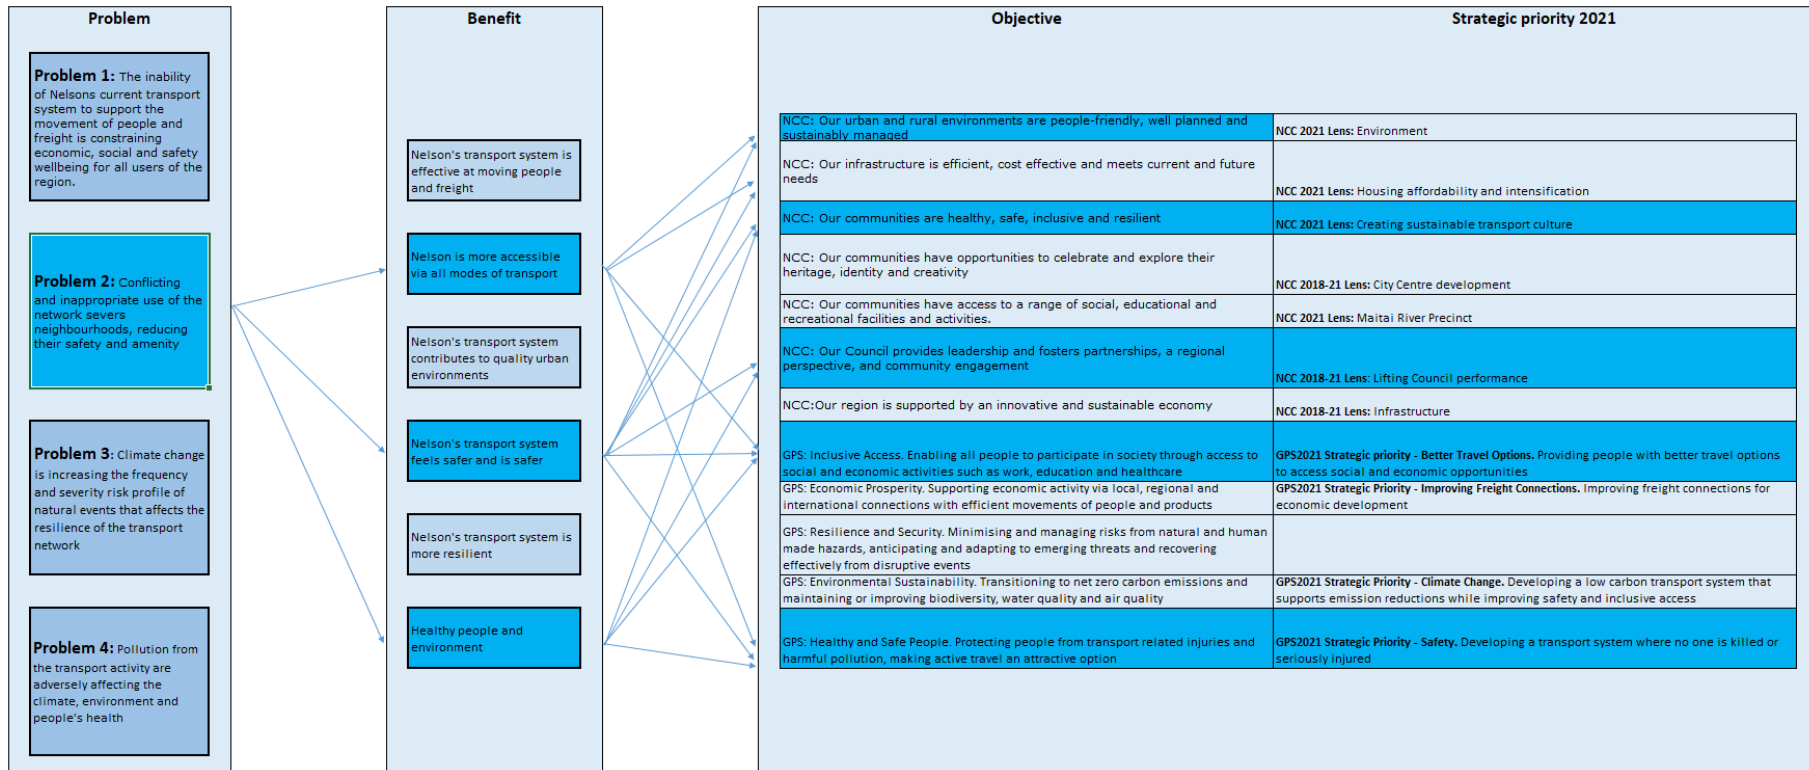 Problem
Benefit
Objective
Strategic priority 2021
Problem 1: The inability
of Nelsons current transport
system to support the
movement of people and
freight is constraining
economic, social and safety
wellbeing for all users of the
region.
Problem 2: Conflicting
and inappropriate use of the
network severs
neighbourhoods, reducing
their safety and amenity
Problem 3: Climate change
is increasing the frequency
and severity risk profile of
natural events that affects the
resilience of the transport
network
Problem 4: Pollution from
the transport activity are
adversely affecting the
climate, environment and
people's health
Nelson's transport system is
effective at moving people
and freight
Nelson is more accessible
via all modes of transport
Nelson's transport system
contributes to quality urban
environments
Nelson's transport system
feels safer and is safer
Nelson's transport system is
more resilient
Healthy people and
environment
NCC: Our urban and rural environments are people-friendly, well planned and
sustainably managed
NCC 2021 Lens: Environment
NCC: Our infrastructure is efficient, cost effective and meets current and future
needs
NCC 2021 Lens: Housing affordability and intensification
NCC: Our communities are healthy, safe, inclusive and resilient
NCC 2021 Lens: Creating sustainable transport culture
NCC: Our communities have opportunities to celebrate and explore their
heritage, identity and creativity
NCC 2018-21 Lens: City Centre development
NCC: Our communities have access to a range of social, educational and
recreational facilities and activities.
NCC 2021 Lens: Maitai River Precinct
NCC: Our Council provides leadership and fosters partnerships, a regional
perspective, and community engagement
NCC 2018-21 Lens: Lifting Council performance
NCC:Our region is supported by an innovative and sustainable economy
NCC 2018-21 Lens: Infrastructure
GPS: Inclusive Access. Enabling all people to participate in society through access to
social and economic activities such as work, education and healthcare
GPS2021 Strategic priority - Better Travel Options. Providing people with better travel options
to access social and economic opportunities
GPS: Economic Prosperity. Supporting economic activity via local, regional and
international connections with efficient movements of people and products
GPS2021 Strategic Priority - Improving Freight Connections. Improving freight connections for
economic development
GPS: Resilience and Security. Minimising and managing risks from natural and human
made hazards, anticipating and adapting to emerging threats and recovering
effectively from disruptive events
GPS: Environmental Sustainability. Transitioning to net zero carbon emissions and
maintaining or improving biodiversity, water quality and air quality
GPS2021 Strategic Priority - Climate Change. Developing a low carbon transport system that
supports emission reductions while improving safety and inclusive access
GPS: Healthy and Safe People. Protecting people from transport related injuries and
harmful pollution, making active travel an attractive option
GPS2021 Strategic Priority - Safety. Developing a transport system where no one is killed or
seriously injured